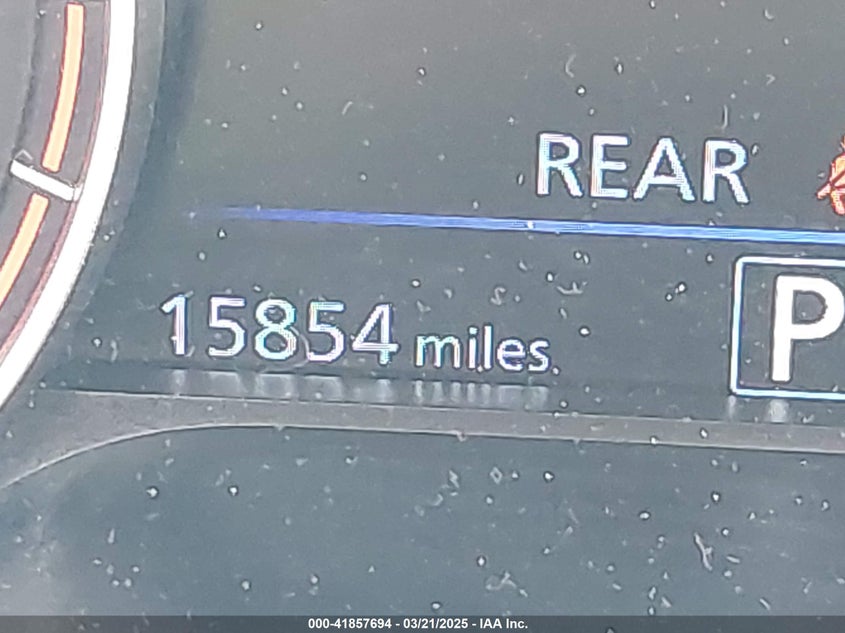 REAR
15854 miles
P
000-41857694 - 03/21/2025 - IAA Inc.